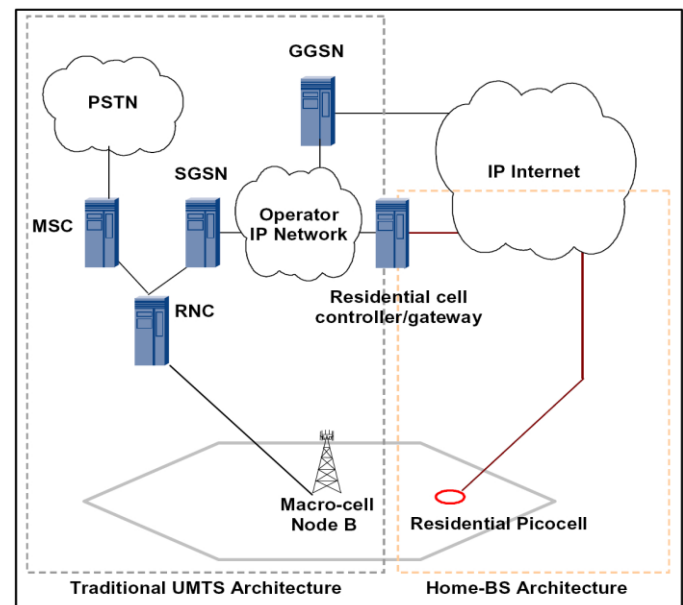 GGSN
PSTN
IP Internet
SGSN
MSC
Operator
IP Network
RNC
Residential cell
controller/gateway
Macro-cell
Node B
Residential Picocell
Traditional UMTS Architecture
Home-BS Architecture